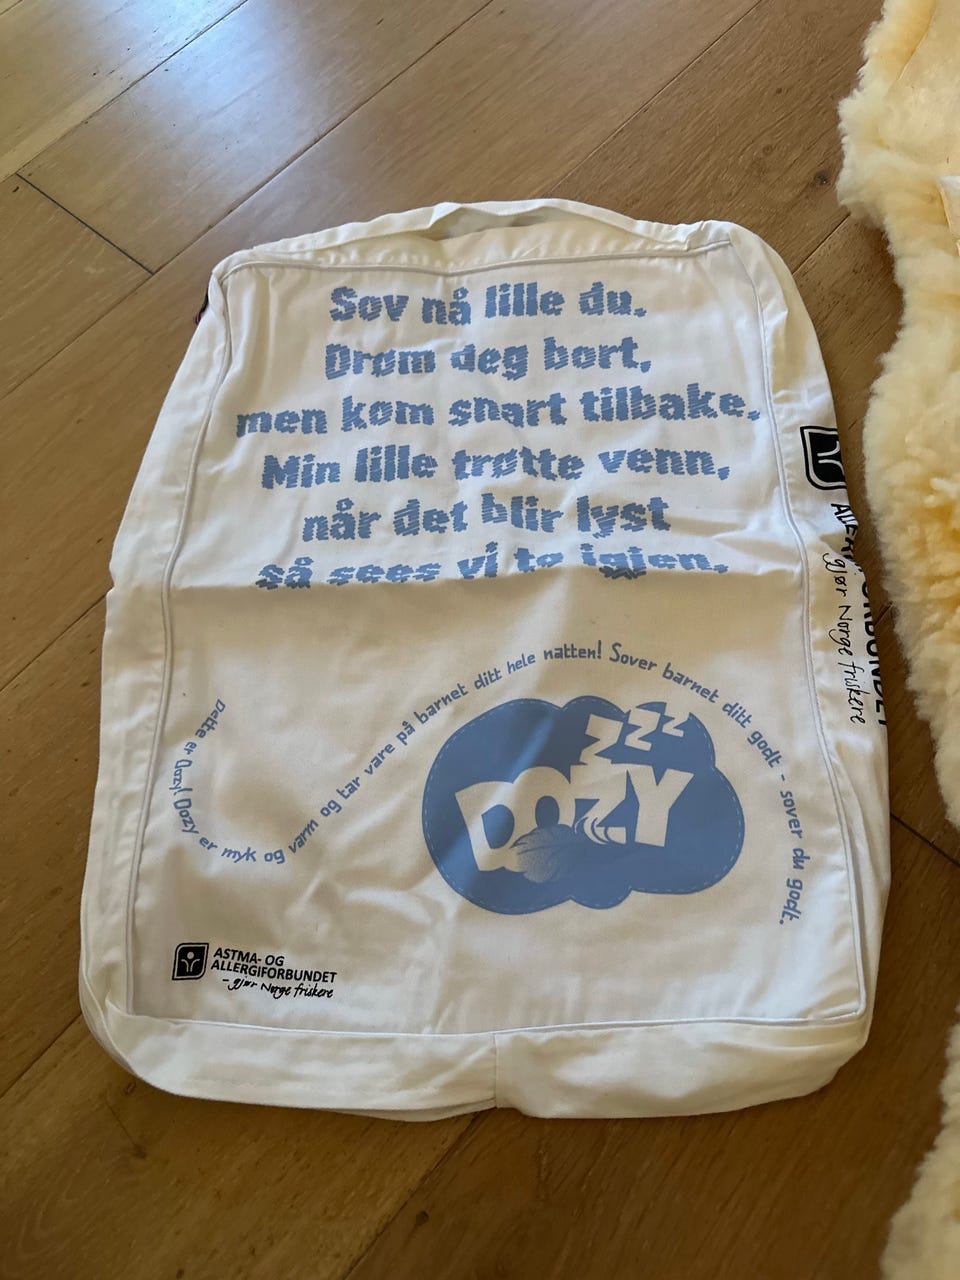 Sov nå lille du.
Drøm deg bort,
men kom snart tilbake.
Min lille trøtte venn,
når det blir lyst
så sees vi to igjen.
Dette er Dozy! Dozy er myk og varm og tar vare på barnet ditt hele natten! Sover barnet ditt godt - sover du godt.
ZZZ
DOZY
ASTMA- OG
ALLERGIFORBUNDET
- gjør Norge friskere
gjør Norge friskere